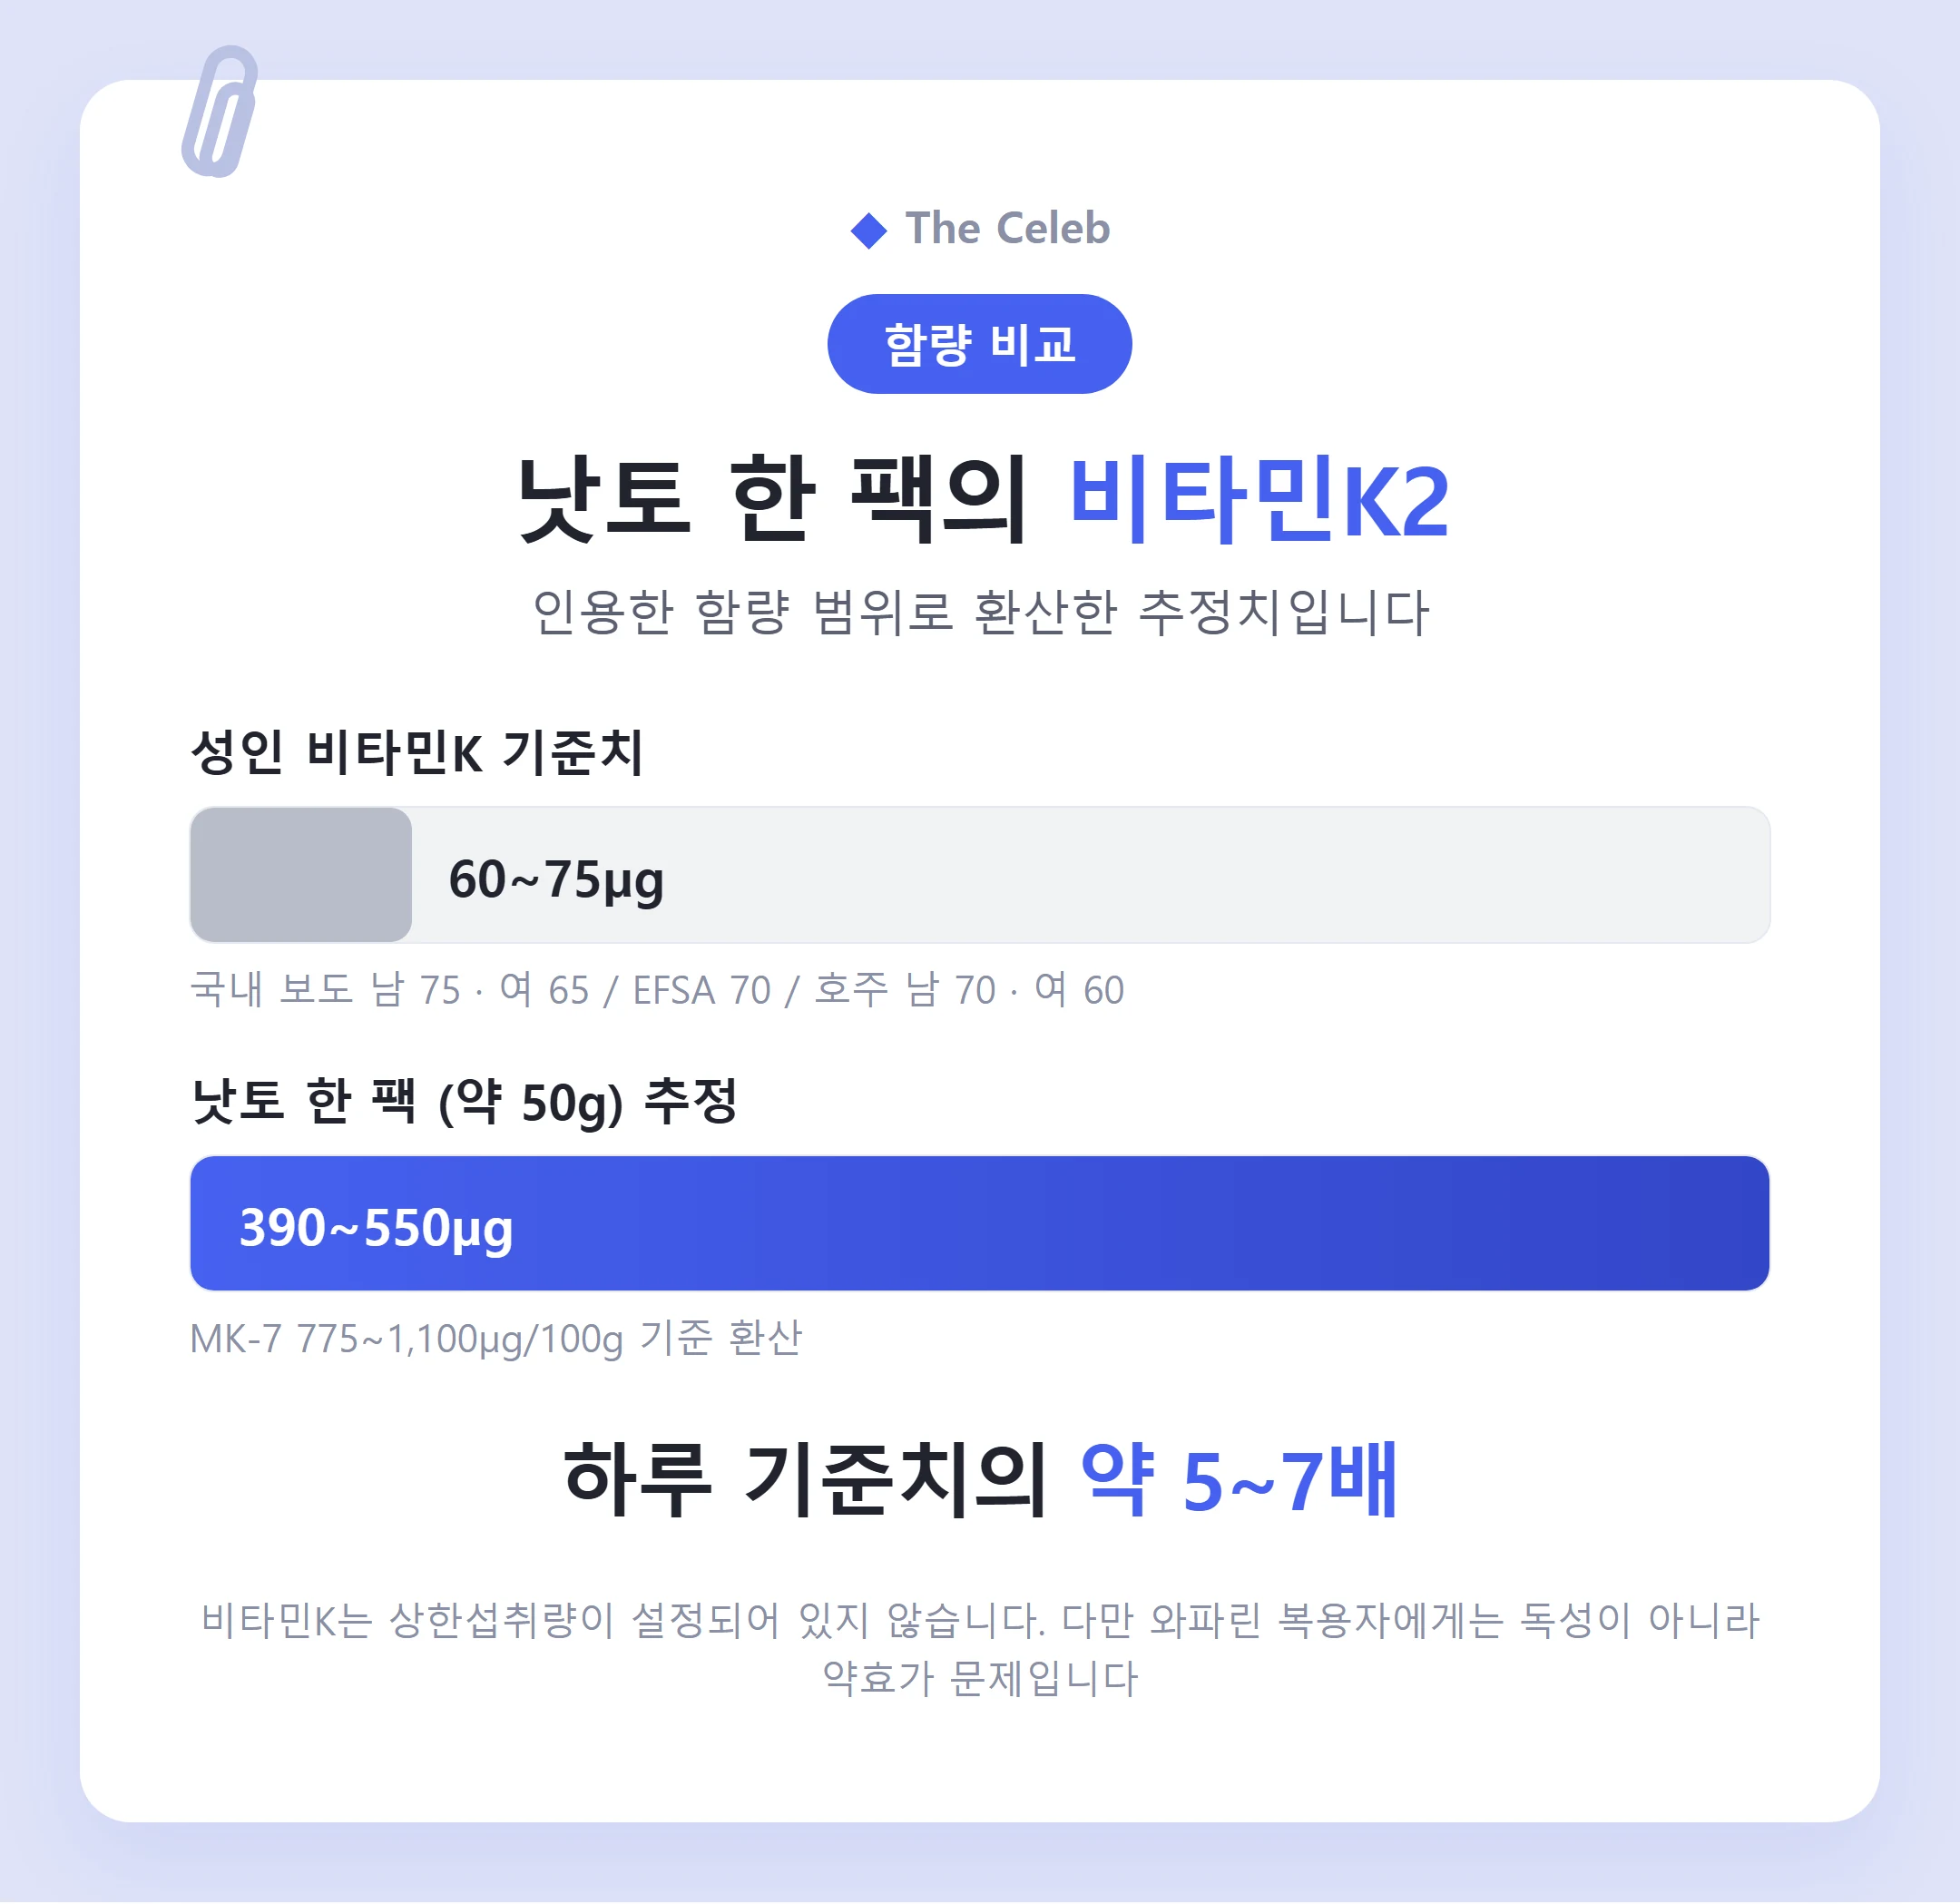 The Celeb
함량 비교
낫토 한 팩의 비타민K2
인용한 함량 범위로 환산한 추정치입니다
성인 비타민K 기준치
60~75μg
국내 보도 남 75 · 여 65 / EFSA 70 / 호주 남 70 · 여 60
낫토 한 팩 (약 50g) 추정
390~550μg
MK-7 775~1,100μg/100g 기준 환산
하루 기준치의 약 5~7배
비타민K는 상한섭취량이 설정되어 있지 않습니다. 다만 와파린 복용자에게는 독성이 아니라
약효가 문제입니다